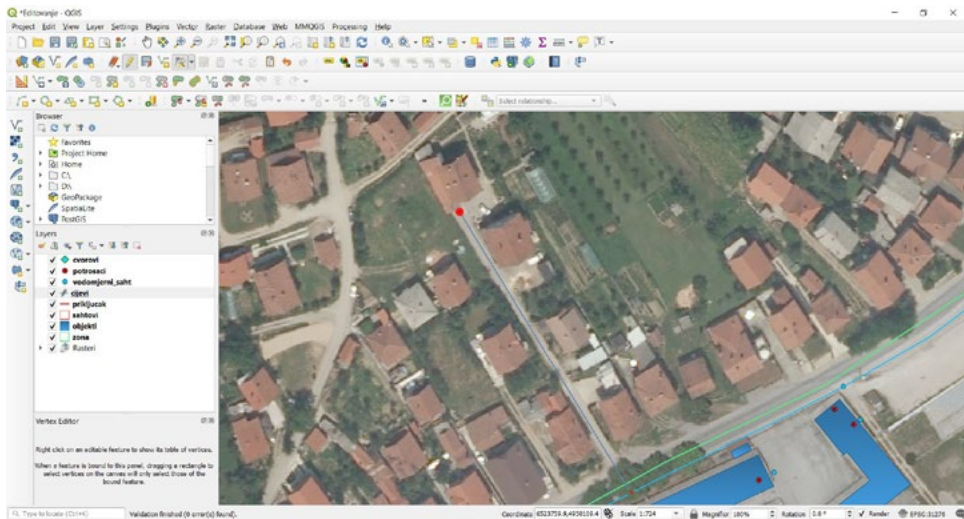 *Editovanje - QGIS
Project Edit View Layer Settings Plugins Vector Raster Database Web MMQGIS Processing Help
Select relationship...
Browser
Favorites
Project Home
Home
C:\
D:\
GeoPackage
SpatiaLite
PostGIS
Layers
cvorovi
potrosaci
vodomjerni_saht
cijevi
prikljucak
sahtovi
objekti
zona
Rasteri
Vertex Editor
Right click on an editable feature to show its table of vertices.
When a feature is bound to this panel, dragging a rectangle to
select vertices on the canvas will only select those of the
bound feature.
Type to locate (Ctrl+K)
Validation finished (0 error(s) found).
Coordinate
Scale 1:724
Magnifier 100%
Rotation 0.0 °
Render
EPSG:31276